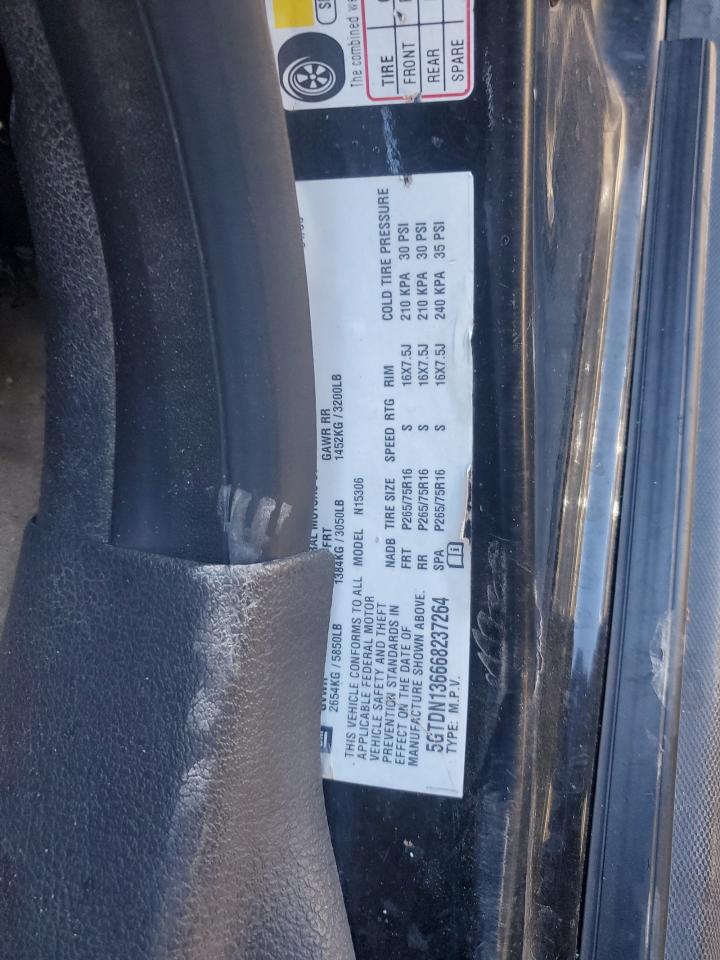 The combined we
TIRE
FRONT
REAR
SPARE
FRT GAWR RR
2654KG / 5850LB 1384KG / 3050LB 1452KG / 3200LB
THIS VEHICLE CONFORMS TO ALL MODEL N15306
APPLICABLE FEDERAL MOTOR
VEHICLE SAFETY AND THEFT
PREVENTION STANDARDS IN
EFFECT ON THE DATE OF
MANUFACTURE SHOWN ABOVE.
NADB TIRE SIZE SPEED RTG RIM COLD TIRE PRESSURE
FRT P265/75R16 S 16X7.5J 210 KPA 30 PSI
RR P265/75R16 S 16X7.5J 210 KPA 30 PSI
SPA P265/75R16 S 16X7.5J 240 KPA 35 PSI
5GTDN136668237264
TYPE: M.P.V.